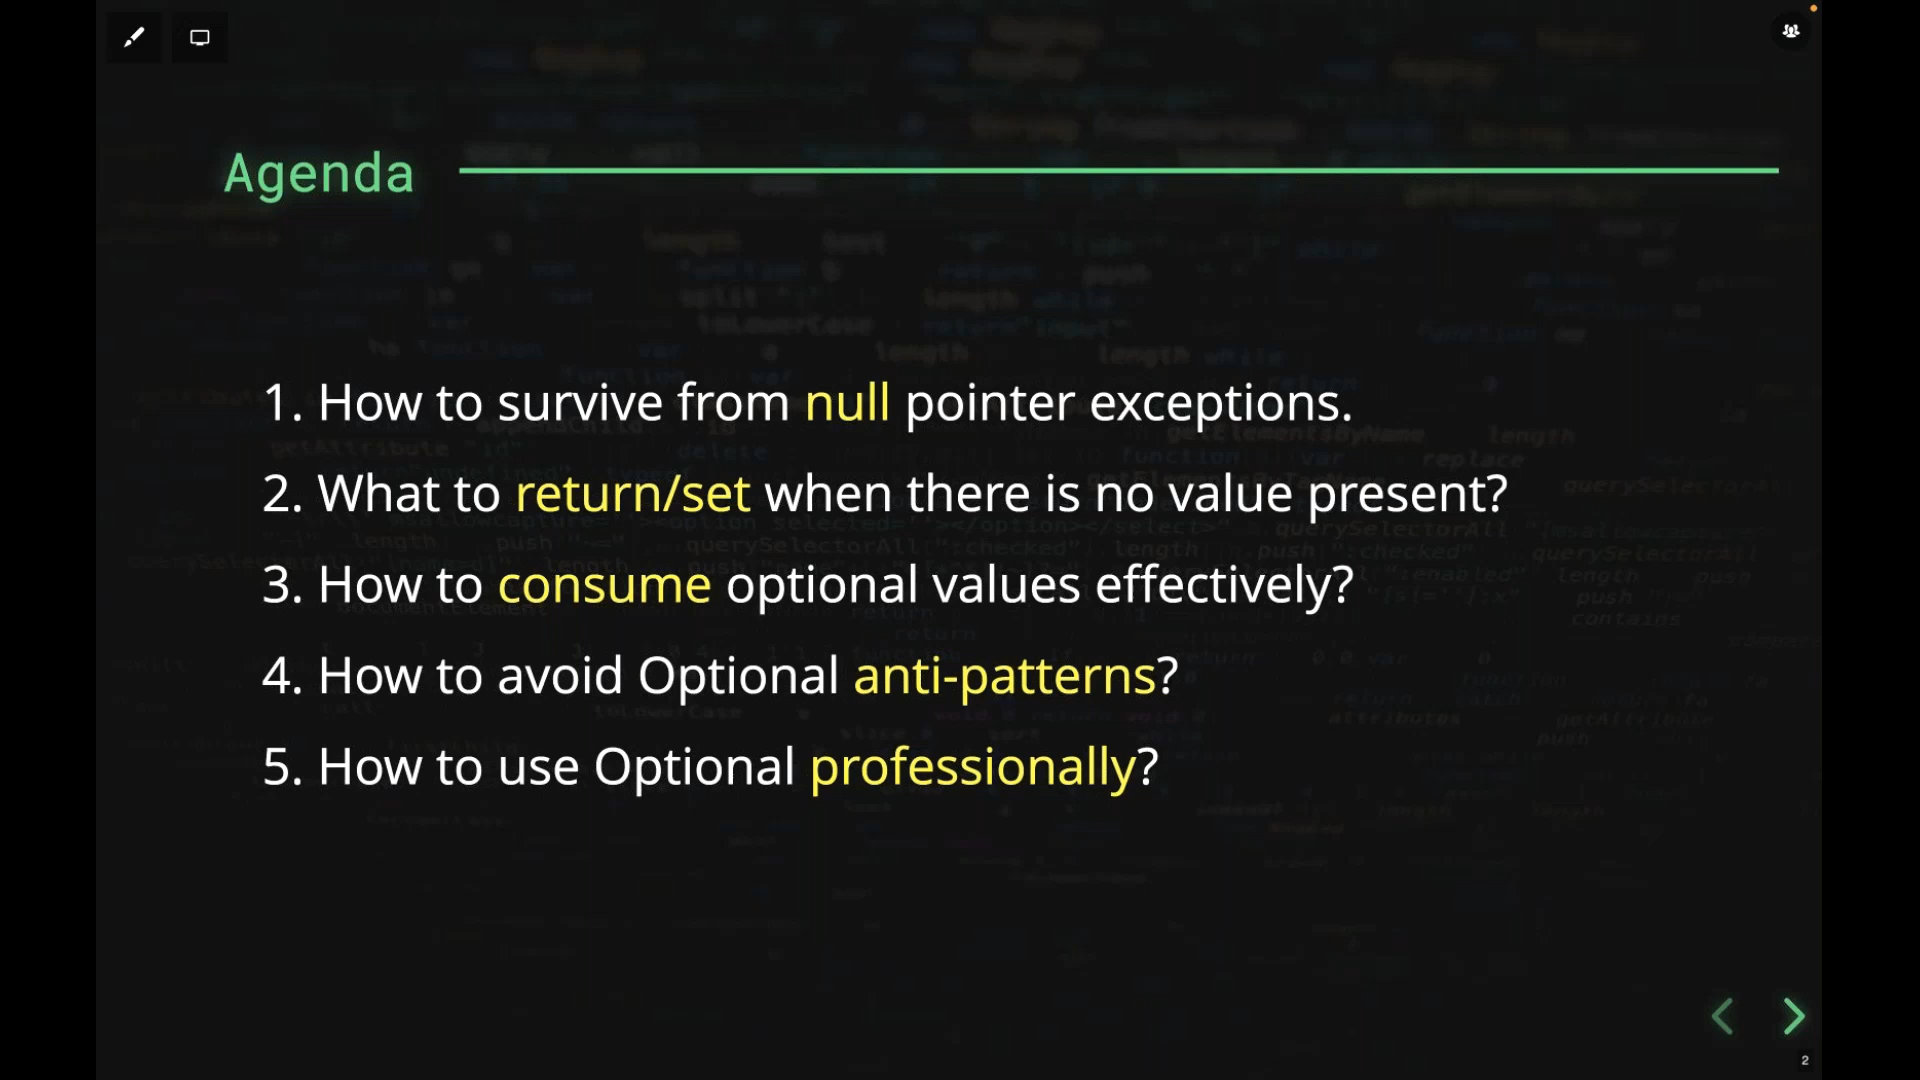 Agenda
1. How to survive from null pointer exceptions.
2. What to return/set when there is no value present?
3. How to consume optional values effectively?
4. How to avoid Optional anti-patterns?
5. How to use Optional professionally?
2